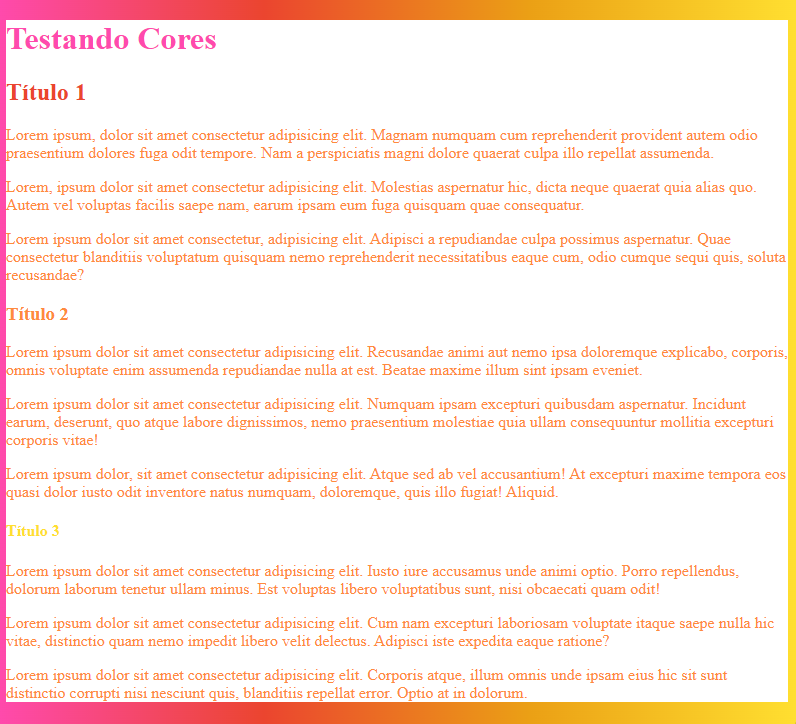 Testando Cores
Título 1
Lorem ipsum, dolor sit amet consectetur adipisicing elit. Magnam numquam cum reprehenderit provident autem odio
praesentium dolores fuga odit tempore. Nam a perspiciatis magni dolore quaerat culpa illo repellat assumenda.
Lorem, ipsum dolor sit amet consectetur adipisicing elit. Molestias aspernatur hic, dicta neque quaerat quia alias quo.
Autem vel voluptas facilis saepe nam, earum ipsam eum fuga quisquam quae consequatur.
Lorem ipsum dolor sit amet consectetur, adipisicing elit. Adipisci a repudiandae culpa possimus aspernatur. Quae
consectetur blanditiis voluptatum quisquam nemo reprehenderit necessitatibus eaque cum, odio cumque sequi quis, soluta
recusandae?
Título 2
Lorem ipsum dolor sit amet consectetur adipisicing elit. Recusandae animi aut nemo ipsa doloremque explicabo, corporis,
omnis voluptate enim assumenda repudiandae nulla at est. Beatae maxime illum sint ipsam eveniet.
Lorem ipsum dolor sit amet consectetur adipisicing elit. Numquam ipsam excepturi quibusdam aspernatur. Incidunt
earum, deserunt, quo atque labore dignissimos, nemo praesentium molestiae quia ullam consequuntur mollitia excepturi
corporis vitae!
Lorem ipsum dolor, sit amet consectetur adipisicing elit. Atque sed ab vel accusantium! At excepturi maxime tempora eos
quasi dolor iusto odit inventore natus numquam, doloremque, quis illo fugiat! Aliquid.
Título 3
Lorem ipsum dolor sit amet consectetur adipisicing elit. Iusto iure accusamus unde animi optio. Porro repellendus,
dolorum laborum tenetur ullam minus. Est voluptas libero voluptatibus sunt, nisi obcaecati quam odit!
Lorem ipsum dolor sit amet consectetur adipisicing elit. Cum nam excepturi laboriosam voluptate itaque saepe nulla hic
vitae, distinctio quam nemo impedit libero velit delectus. Adipisci iste expedita eaque ratione?
Lorem ipsum dolor sit amet consectetur adipisicing elit. Corporis atque, illum omnis unde ipsam eius hic sit sunt
distinctio corrupti nisi nesciunt quis, blanditiis repellat error. Optio at in dolorum.